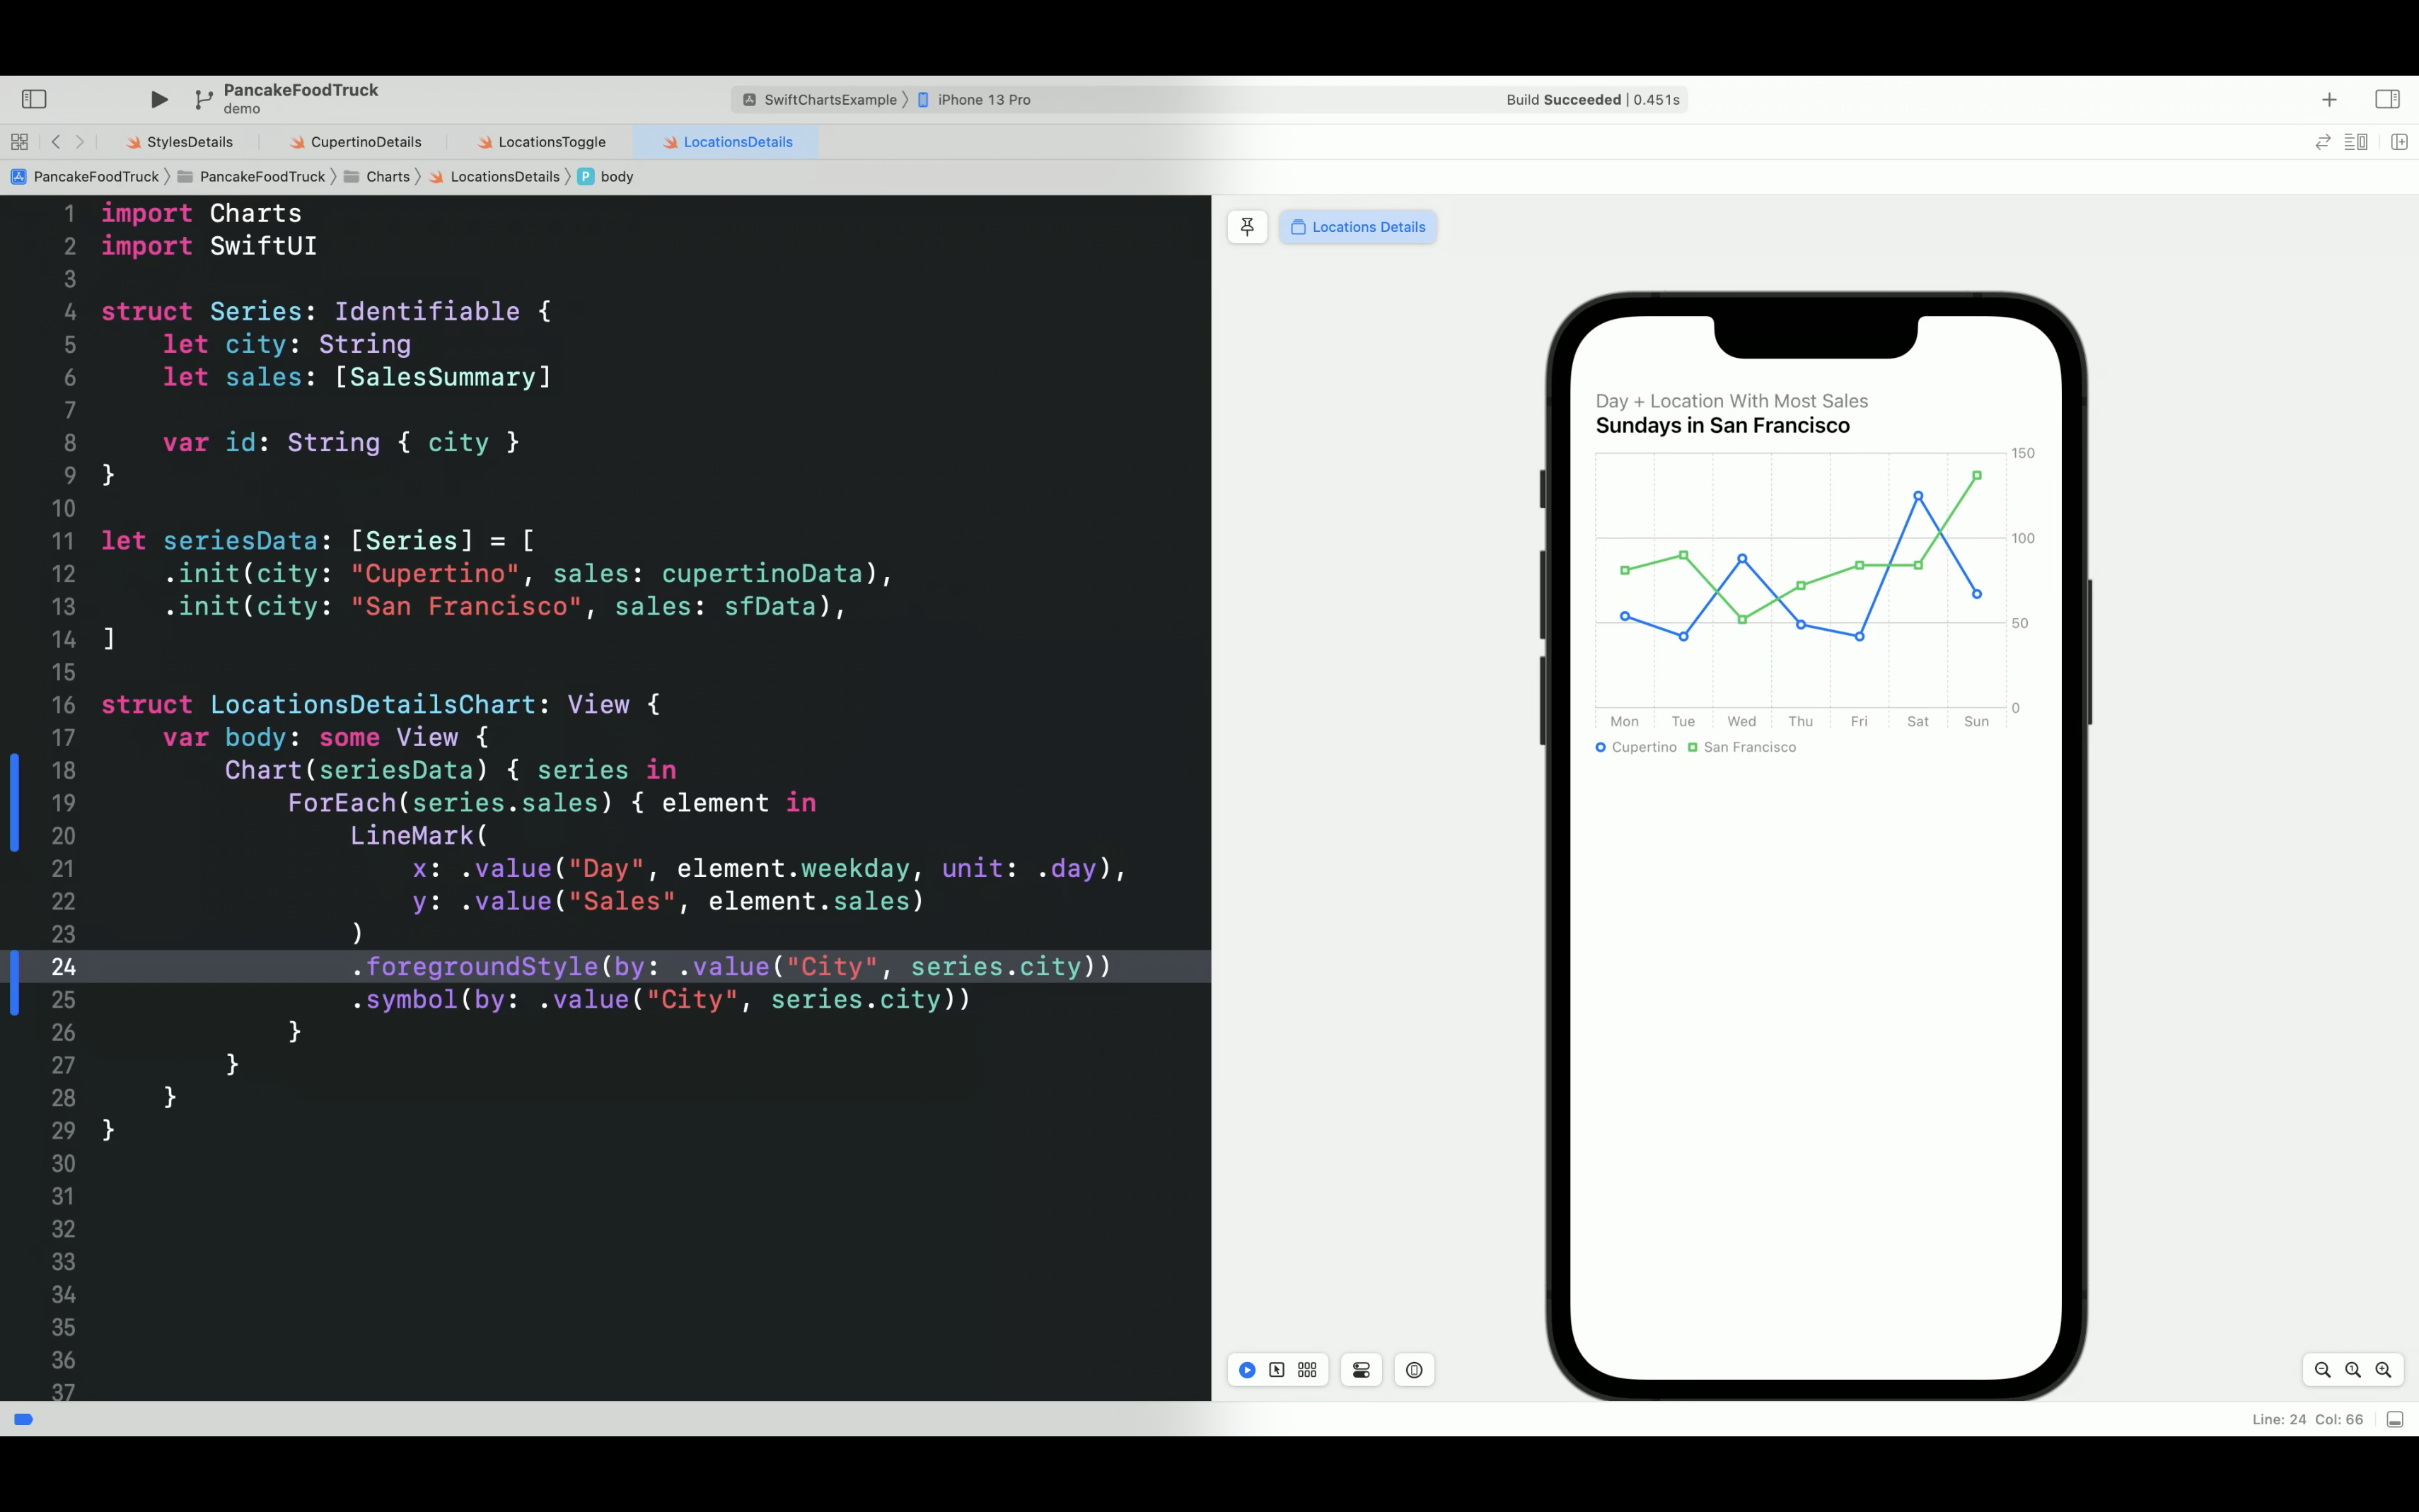 PancakeFoodTruck
demo
SwiftChartsExample
iPhone 13 Pro
Build Succeeded | 0.451s
StylesDetails
CupertinoDetails
LocationsToggle
LocationsDetails
PancakeFoodTruck
PancakeFoodTruck
Charts
LocationsDetails
P body
1 import Charts
2 import SwiftUI
3
4 struct Series: Identifiable {
5     let city: String
6     let sales: [SalesSummary]
7
8     var id: String { city }
9 }
10
11 let seriesData: [Series] = [
12     .init(city: "Cupertino", sales: cupertinoData),
13     .init(city: "San Francisco", sales: sfData),
14 ]
15
16 struct LocationsDetailsChart: View {
17     var body: some View {
18         Chart(seriesData) { series in
19             ForEach(series.sales) { element in
20                 LineMark(
21                     x: .value("Day", element.weekday, unit: .day),
22                     y: .value("Sales", element.sales)
23                 )
24                 .foregroundStyle(by: .value("City", series.city))
25                 .symbol(by: .value("City", series.city))
26             }
27         }
28     }
29 }
30
31
32
33
34
35
36
37
Locations Details
Day + Location With Most Sales
Sundays in San Francisco
150
100
50
0
Mon Tue Wed Thu Fri Sat Sun
Cupertino San Francisco
Line: 24 Col: 66